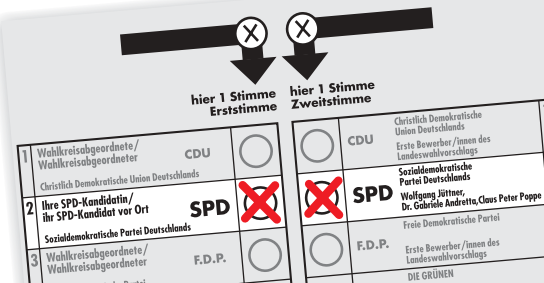 hier 1 Stimme
Erststimme
hier 1 Stimme
Zweitstimme
1 Wahlkreisabgeordnete/
Wahlkreisabgeordneter CDU
Christlich Demokratische Union Deutschlands
2 Ihre SPD-Kandidatin/
ihr SPD-Kandidat vor Ort SPD
Sozialdemokratische Partei Deutschlands
3 Wahlkreisabgeordnete/
Wahlkreisabgeordneter F.D.P.
CDU Christlich Demokratische
Union Deutschlands
Erste Bewerber/innen des
Landeswahlvorschlags
SPD Sozialdemokratische
Partei Deutschlands
Wolfgang Jüttner,
Dr. Gabriele Andretta, Claus Peter Poppe
F.D.P. Freie Demokratische Partei
Erste Bewerber/innen des
Landeswahlvorschlags
DIE GRÜNEN